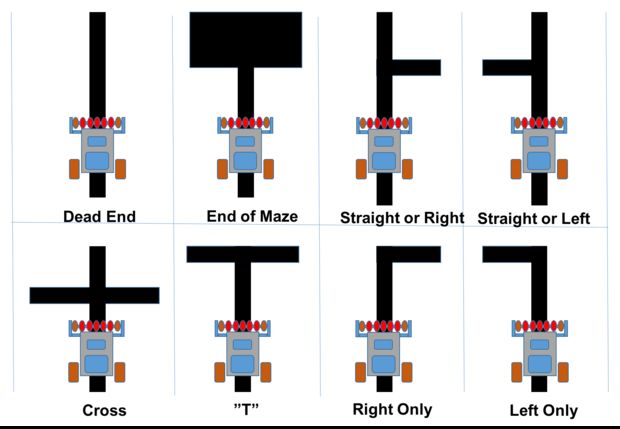 Dead End
End of Maze
Straight or Right
Straight or Left
Cross
”T”
Right Only
Left Only